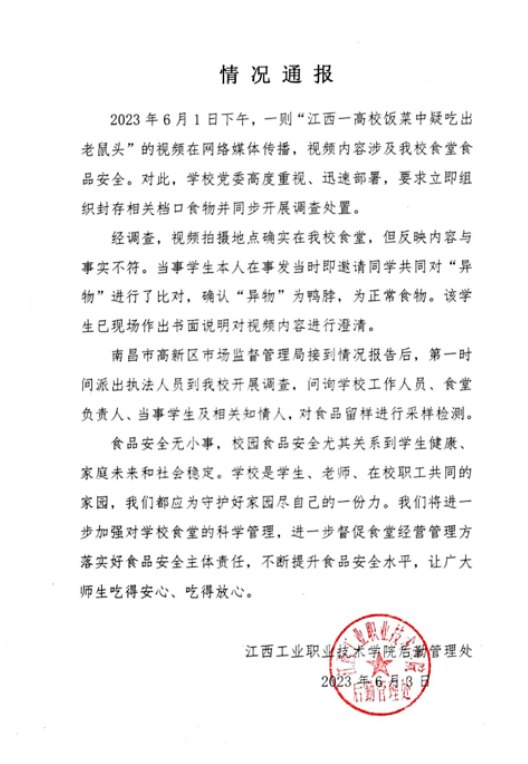 情况通报
2023年6月1日下午，一则“江西一高校饭菜中疑吃出
老鼠头”的视频在网络媒体传播，视频内容涉及我校食堂食
品安全。对此，学校党委高度重视、迅速部署，要求立即组
织封存相关档口食物并同步开展调查处置。
经调查，视频拍摄地点确实在我校食堂，但反映内容与
事实不符。当事学生本人在事发当时即邀请同学共同对“异
物”进行了比对，确认“异物”为鸭脖，为正常食物。该学
生已现场作出书面说明对视频内容进行澄清。
南昌市高新区市场监督管理局接到情况报告后，第一时
间派出执法人员到我校开展调查，问询学校工作人员、食堂
负责人、当事学生及相关知情人，对食品留样进行采样检测。
食品安全无小事，校园食品安全尤其关系到学生健康、
家庭未来和社会稳定。学校是学生、老师、在校职工共同的
家园，我们都应为守护好家园尽自己的一份力。我们将进一
步加强对学校食堂的科学管理，进一步督促食堂经营管理方
落实好食品安全主体责任，不断提升食品安全水平，让广大
师生吃得安心、吃得放心。
江西工业职业技术学院后勤管理处
2023年6月3日
江西工业职业技术学院
后勤管理处